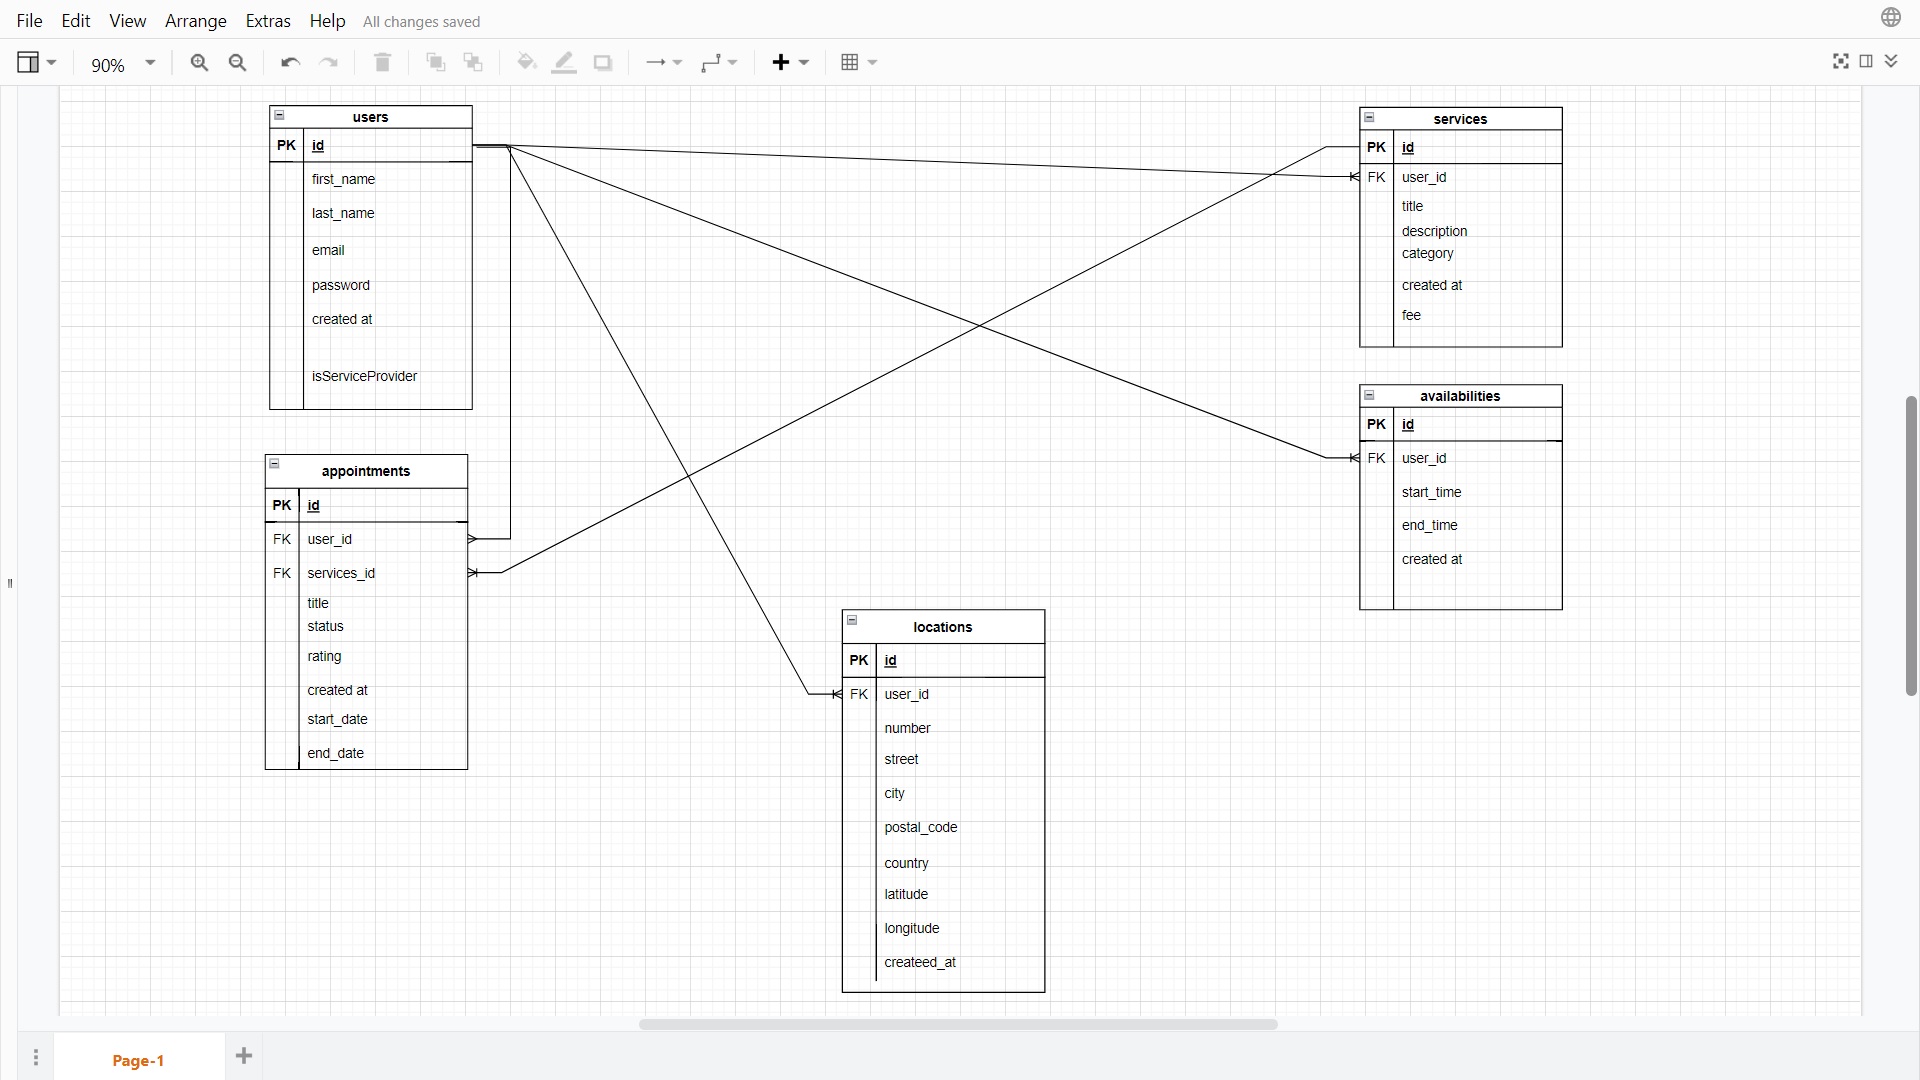 File Edit View Arrange Extras Help All changes saved
90%
users
PK id
first_name
last_name
email
password
created at
isServiceProvider
services
PK id
FK user_id
title
description
category
created at
fee
appointments
PK id
FK user_id
FK services_id
title
status
rating
created at
start_date
end_date
availabilities
PK id
FK user_id
start_time
end_time
created at
locations
PK id
FK user_id
number
street
city
postal_code
country
latitude
longitude
createed_at
Page-1